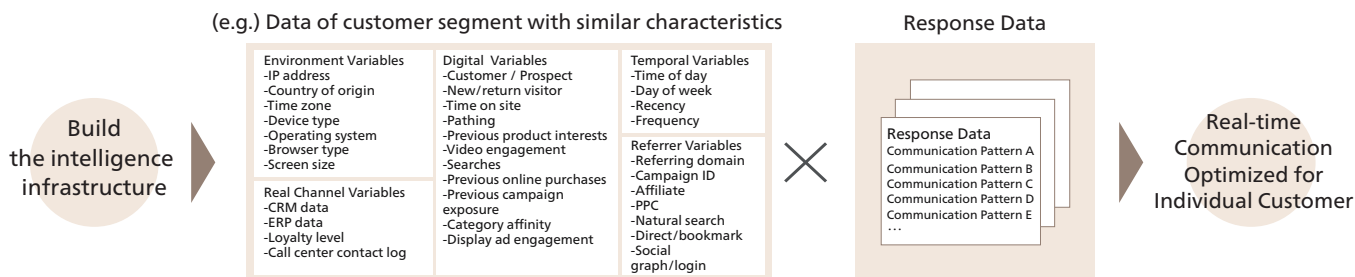 (e.g.) Data of customer segment with similar characteristics
Response Data
Build
the intelligence
infrastructure
Environment Variables
-IP address
-Country of origin
-Time zone
-Device type
-Operating system
-Browser type
-Screen size
Real Channel Variables
-CRM data
-ERP data
-Loyalty level
-Call center contact log
Digital Variables
-Customer / Prospect
-New/return visitor
-Time on site
-Pathing
-Previous product interests
-Video engagement
-Searches
-Previous online purchases
-Previous campaign
exposure
-Category affinity
-Display ad engagement
Temporal Variables
-Time of day
-Day of week
-Recency
-Frequency
Referrer Variables
-Referring domain
-Campaign ID
-Affiliate
-PPC
-Natural search
-Direct/bookmark
-Social
graph/login
Response Data
Communication Pattern A
Communication Pattern B
Communication Pattern C
Communication Pattern D
Communication Pattern E
…
Real-time
Communication
Optimized for
Individual Customer